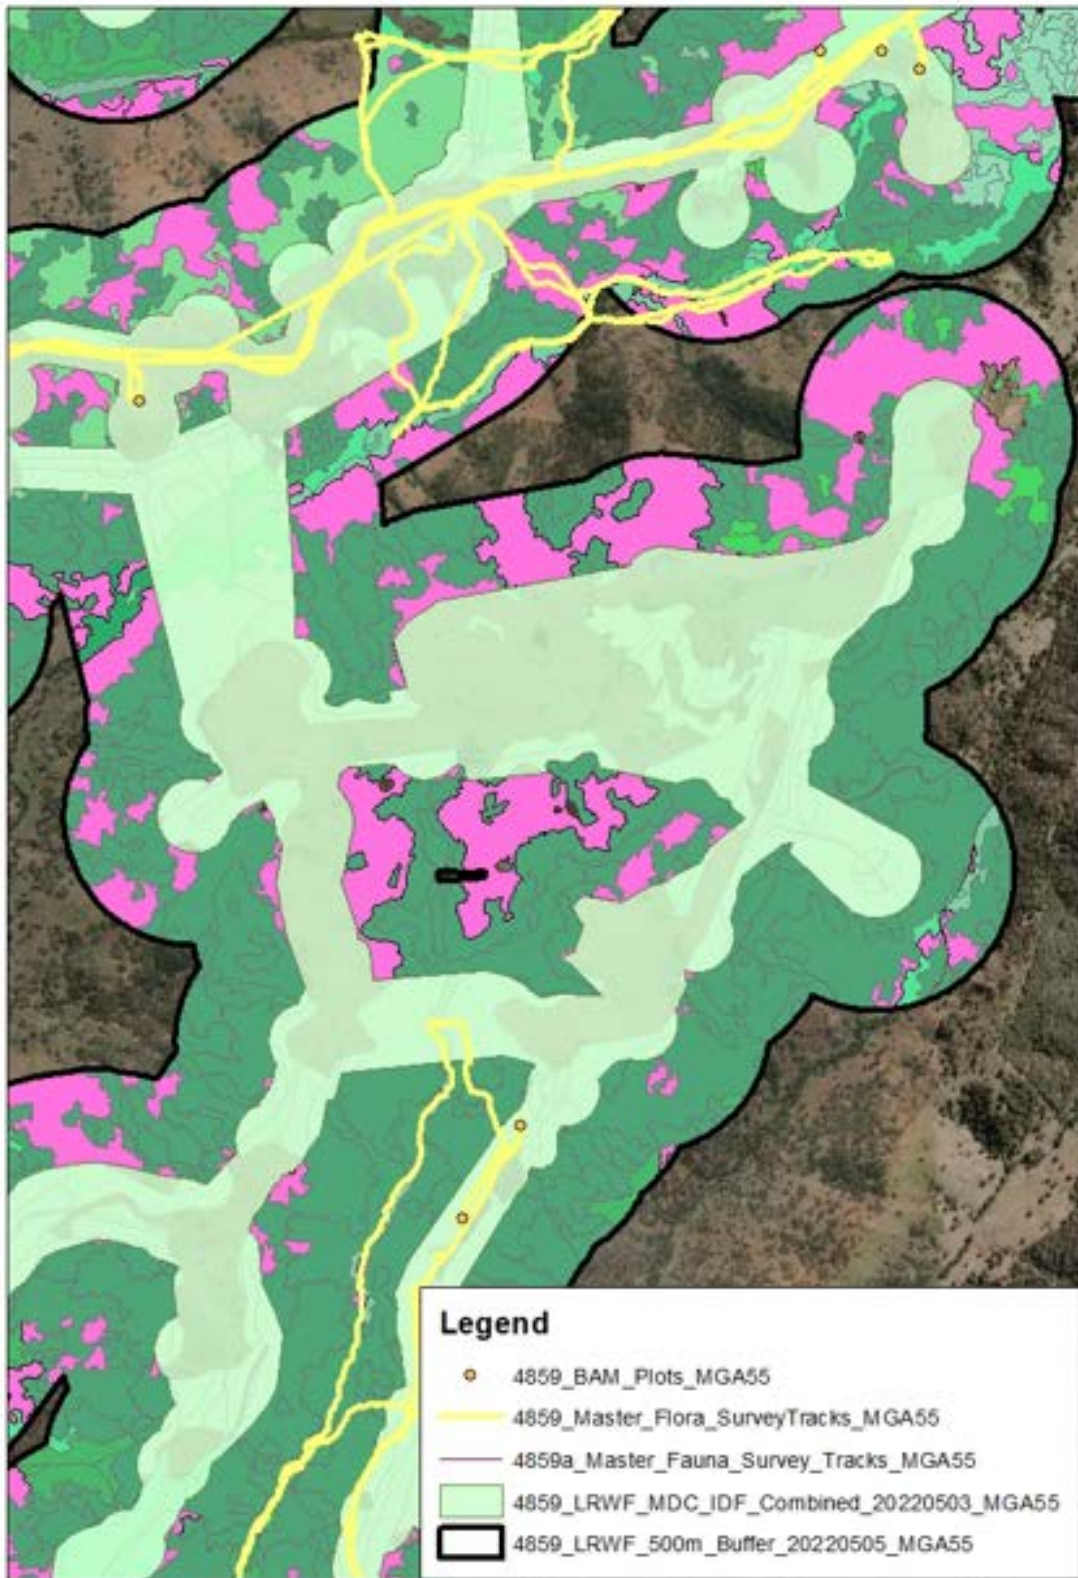 Legend
4859_BAM_Plots_MGA55
4859_Master_Flora_SurveyTracks_MGA55
4859a_Master_Fauna_Survey_Tracks_MGA55
4859_LRWF_MDC_IDF_Combined_20220503_MGA55
4859_LRWF_500m_Buffer_20220505_MGA55